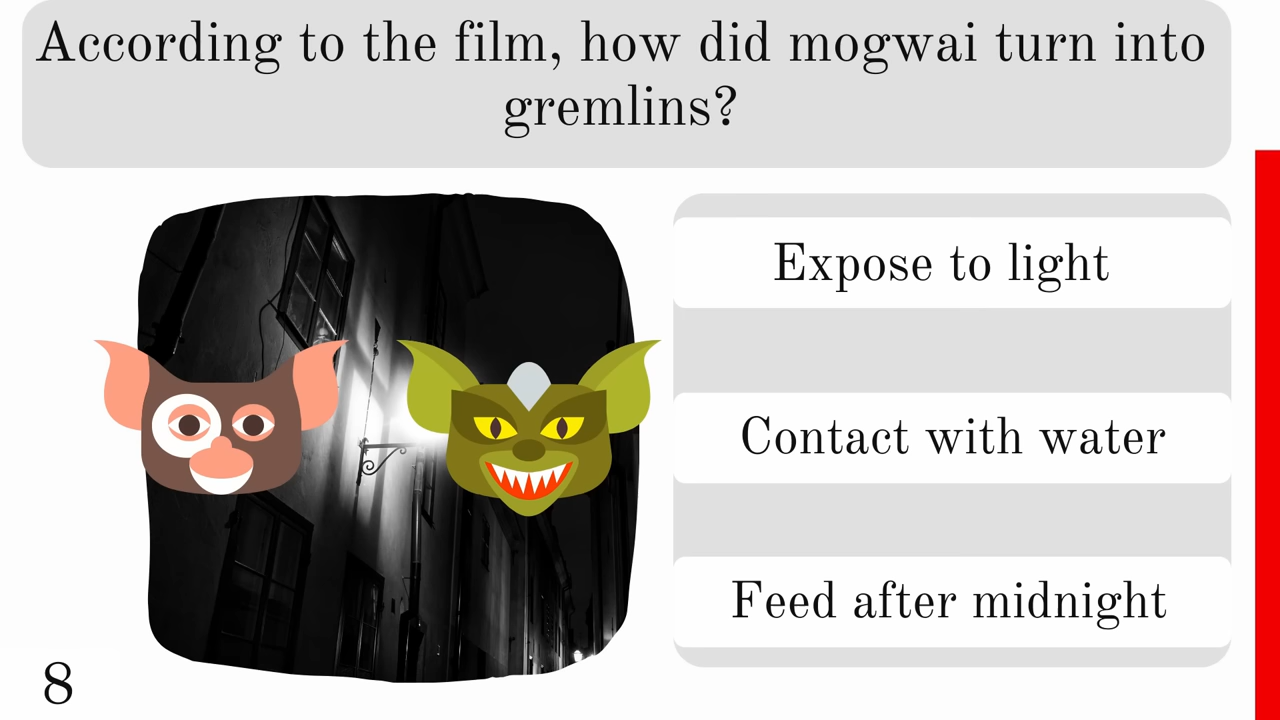 According to the film, how did mogwai turn into
gremlins?
Expose to light
Contact with water
Feed after midnight
8